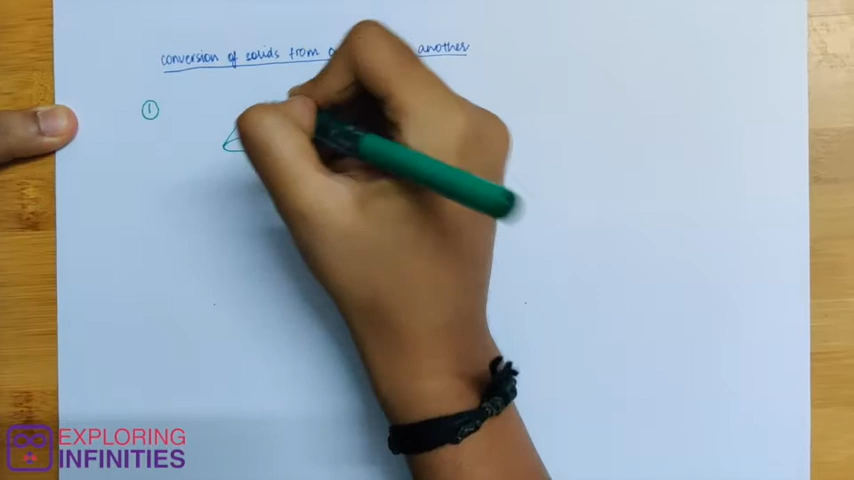 conversion of solids from
another
①
EXPLORING
INFINITIES